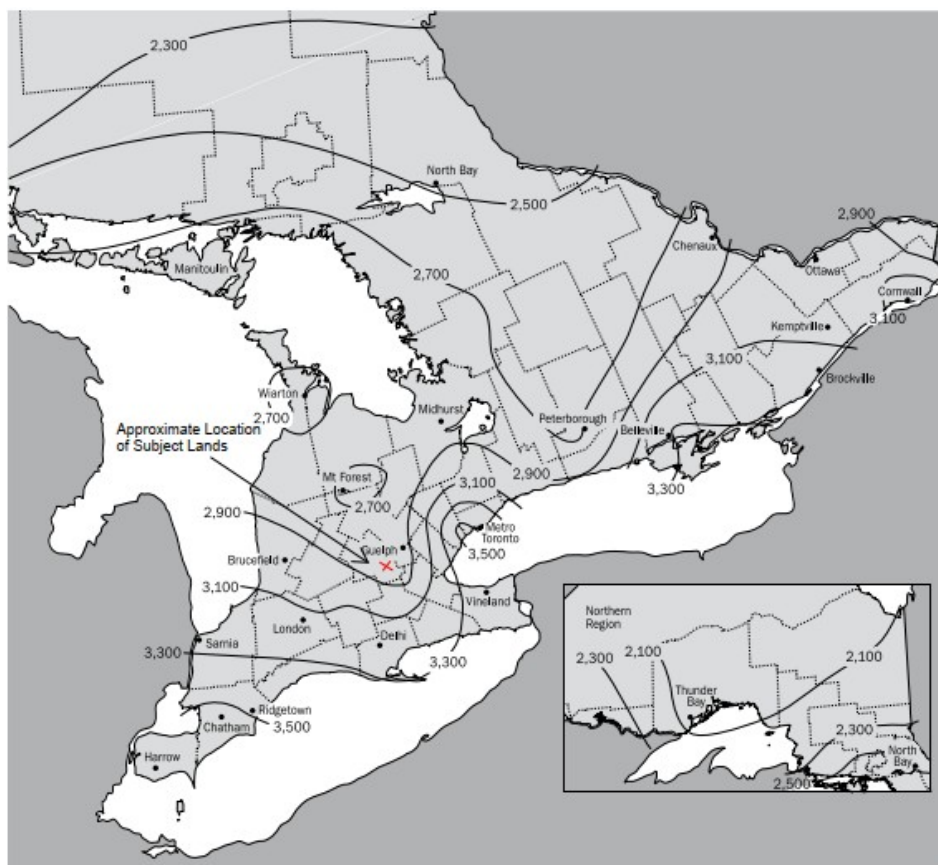 2,300
North Bay
2,500
2,900
Chenaux
Ottawa
Manitoulin
2,700
Cornwall
3,100
Kemptville
3,100
Brockville
Wiarton
2,700
Midhurst
Peterborough
Belleville
Approximate Location
of Subject Lands
2,900
Mt Forest
3,100
2,700
3,300
2,900
Metro
Toronto
3,500
Guelph
Brucefield
3,100
Vineland
London
Sarnia
Delhi
3,300
3,300
Ridgetown
Chatham
3,500
Harrow
Northern
Region
2,300
2,100
2,100
Thunder
Bay
2,300
North
Bay
2,500